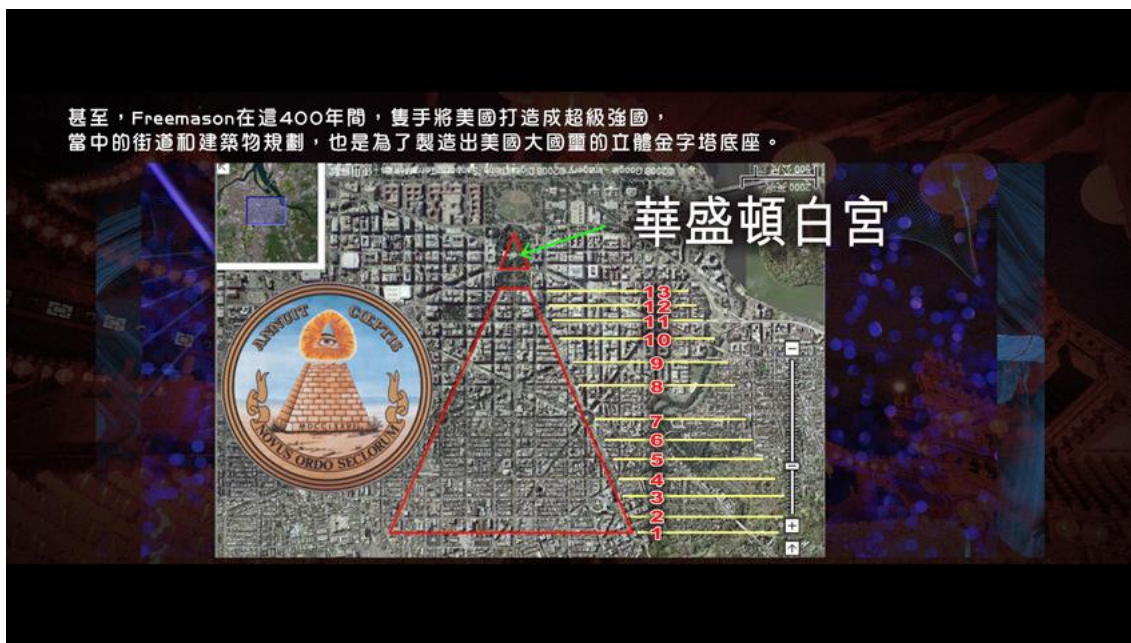 甚至，Freemason在這400年間，隻手將美國打造成超級強國，
當中的街道和建築物規劃，也是為了製造出美國大國璽的立體金字塔底座。
華盛頓白宮
ANNUIT CŒPTIS
MDCCLXXVI
NOVUS ORDO SECLORUM
13
12
11
10
9
8
7
6
5
4
3
2
1